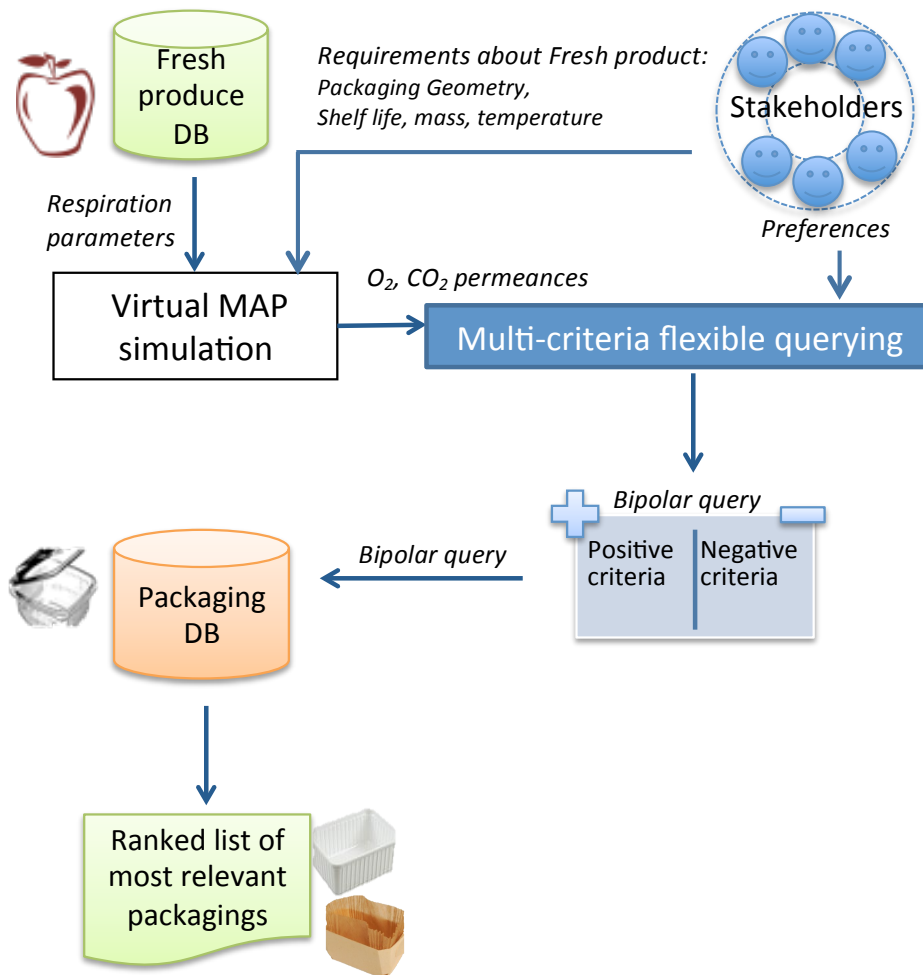 Fresh
produce
DB
Requirements about Fresh product:
Packaging Geometry,
Shelf life, mass, temperature
Stakeholders
Respiration
parameters
Preferences
O₂, CO₂ permeances
Virtual MAP
simulation
Multi-criteria flexible querying
Bipolar query
Positive
criteria
Negative
criteria
Bipolar query
Packaging
DB
Ranked list of
most relevant
packagings